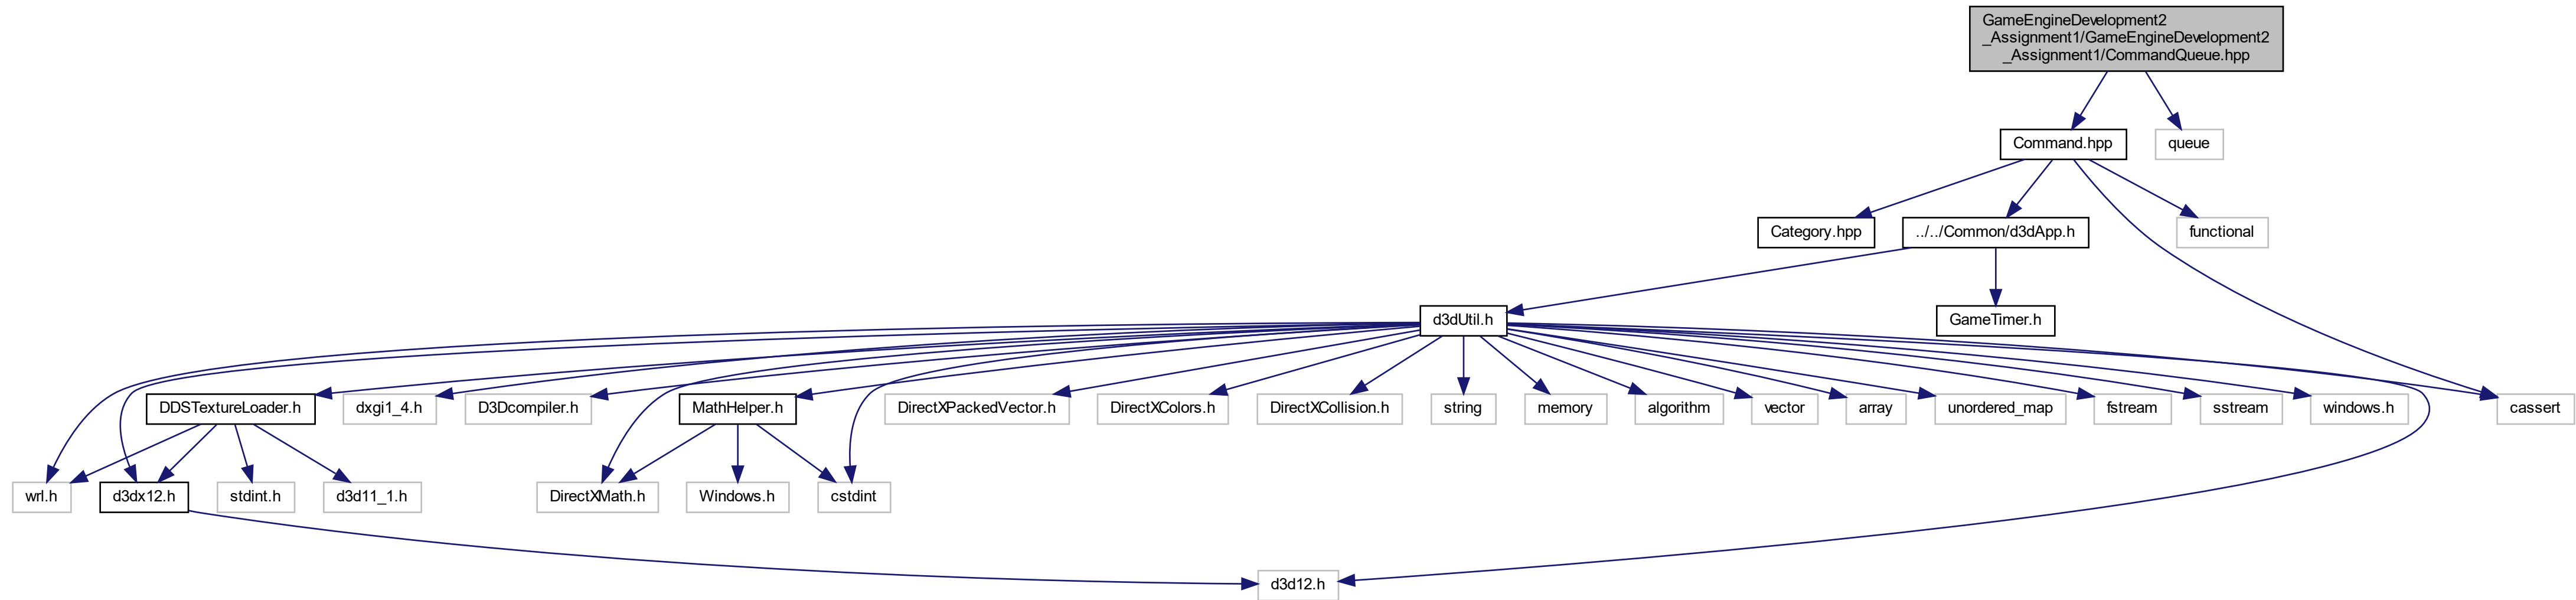 GameEngineDevelopment2
_Assignment1/GameEngineDevelopment2
_Assignment1/CommandQueue.hpp
Command.hpp
queue
Category.hpp
../../Common/d3dApp.h
functional
d3dUtil.h
GameTimer.h
DDSTextureLoader.h
dxgi1_4.h
D3Dcompiler.h
MathHelper.h
DirectXPackedVector.h
DirectXColors.h
DirectXCollision.h
string
memory
algorithm
vector
array
unordered_map
fstream
sstream
windows.h
cassert
wrl.h
d3dx12.h
stdint.h
d3d11_1.h
DirectXMath.h
Windows.h
cstdint
d3d12.h